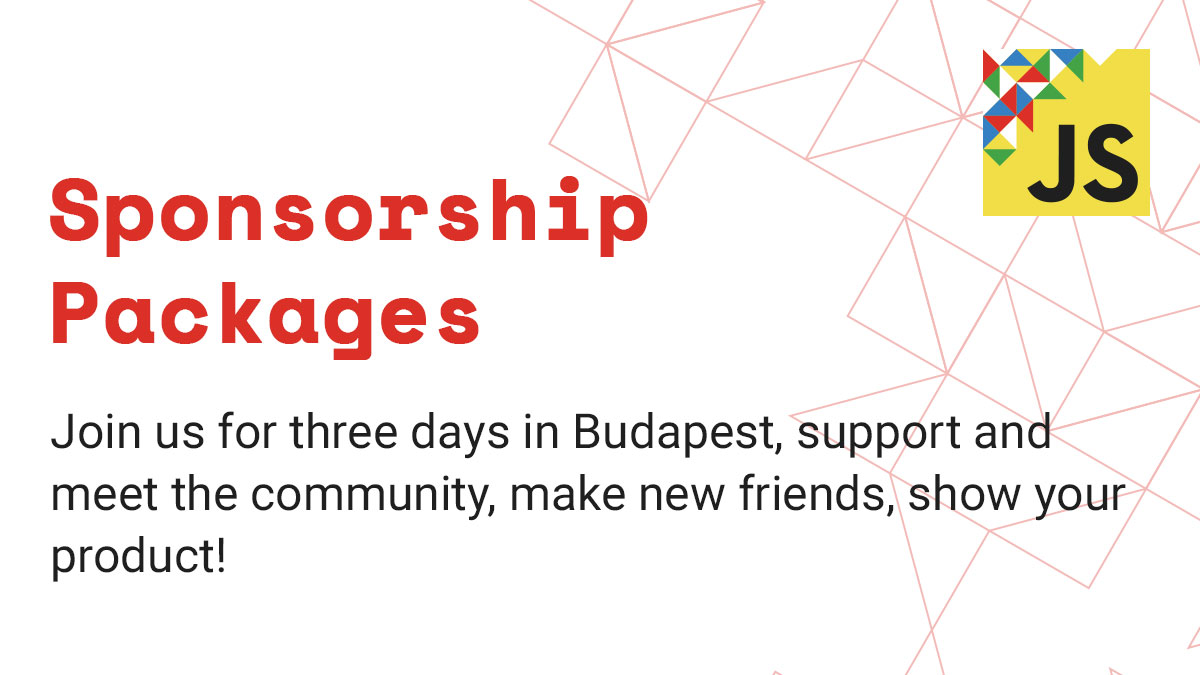 JS
Sponsorship
Packages
Join us for three days in Budapest, support and
meet the community, make new friends, show your
product!